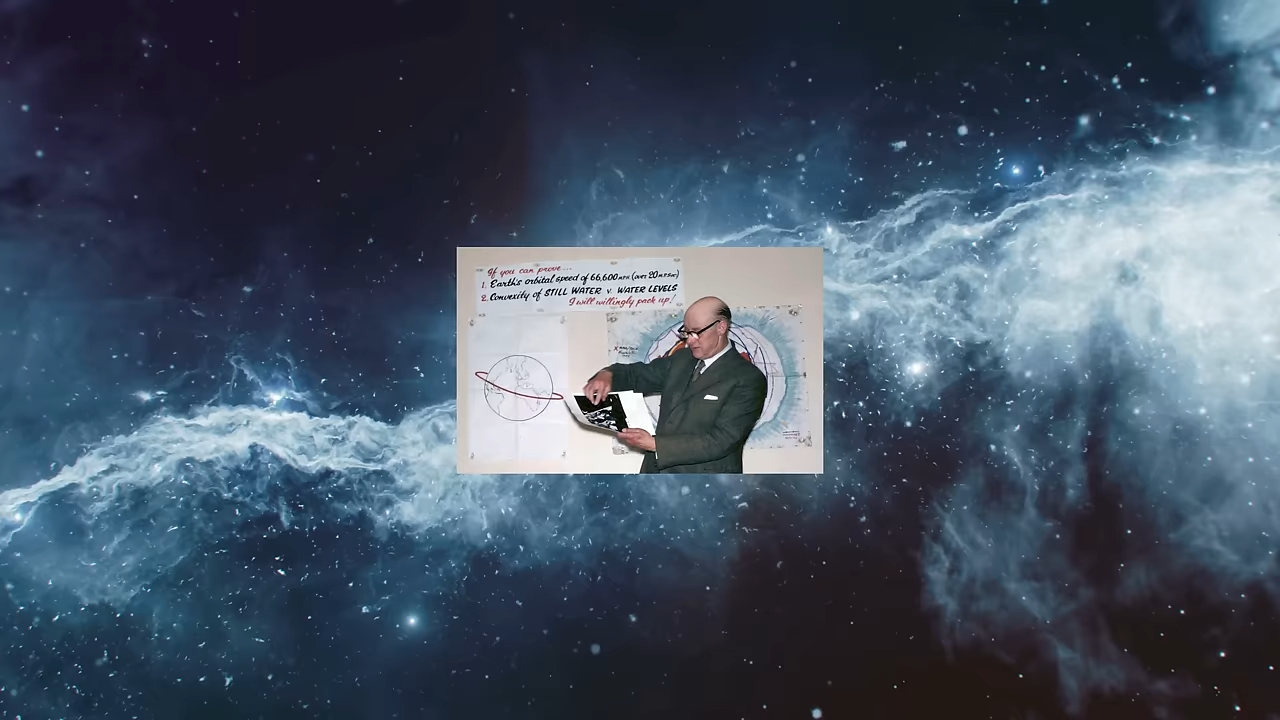 If you can prove...
1. Earth's orbital speed of 66,600 M.P.H. (OVER 20 M.P.SEC)
2. Convexity of STILL WATER v. WATER LEVELS
I will willingly pack up!